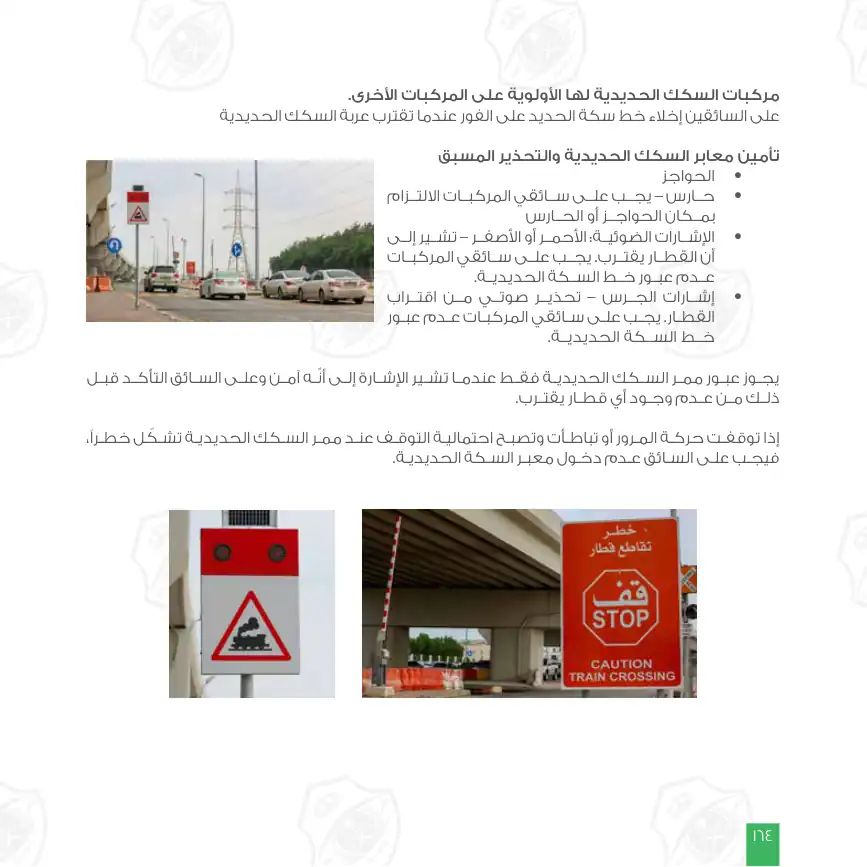 مركبات السكك الحديدية لها الأولوية على المركبات الأخرى.
على السائقين إخلاء خط سكة الحديد على الفور عندما تقترب عربة السكك الحديدية
تأمين معابر السكك الحديدية والتحذير المسبق
• الحواجز
• حارس – يجب على سائقي المركبات الالتزام
بمكان الحواجز أو الحارس
• الإشارات الضوئية: الأحمر أو الأصفر – تشير إلى
أن القطار يقترب. يجب على سائقي المركبات
عدم عبور خط السكة الحديدية.
• إشارات الجرس – تحذير صوتي من اقتراب
القطار. يجب على سائقي المركبات عدم عبور
خط السكة الحديدية.
يجوز عبور ممر السكك الحديدية فقط عندما تشير الإشارة إلى أنّه آمن وعلى السائق التأكد قبل
ذلك من عدم وجود أي قطار يقترب.
إذا توقفت حركة المرور أو تباطأت وتصبح احتمالية التوقف عند ممر السكك الحديدية تشكّل خطراً،
فيجب على السائق عدم دخول معبر السكة الحديدية.
خطر
تقاطع قطار
قف
STOP
CAUTION
TRAIN CROSSING
١٦٤